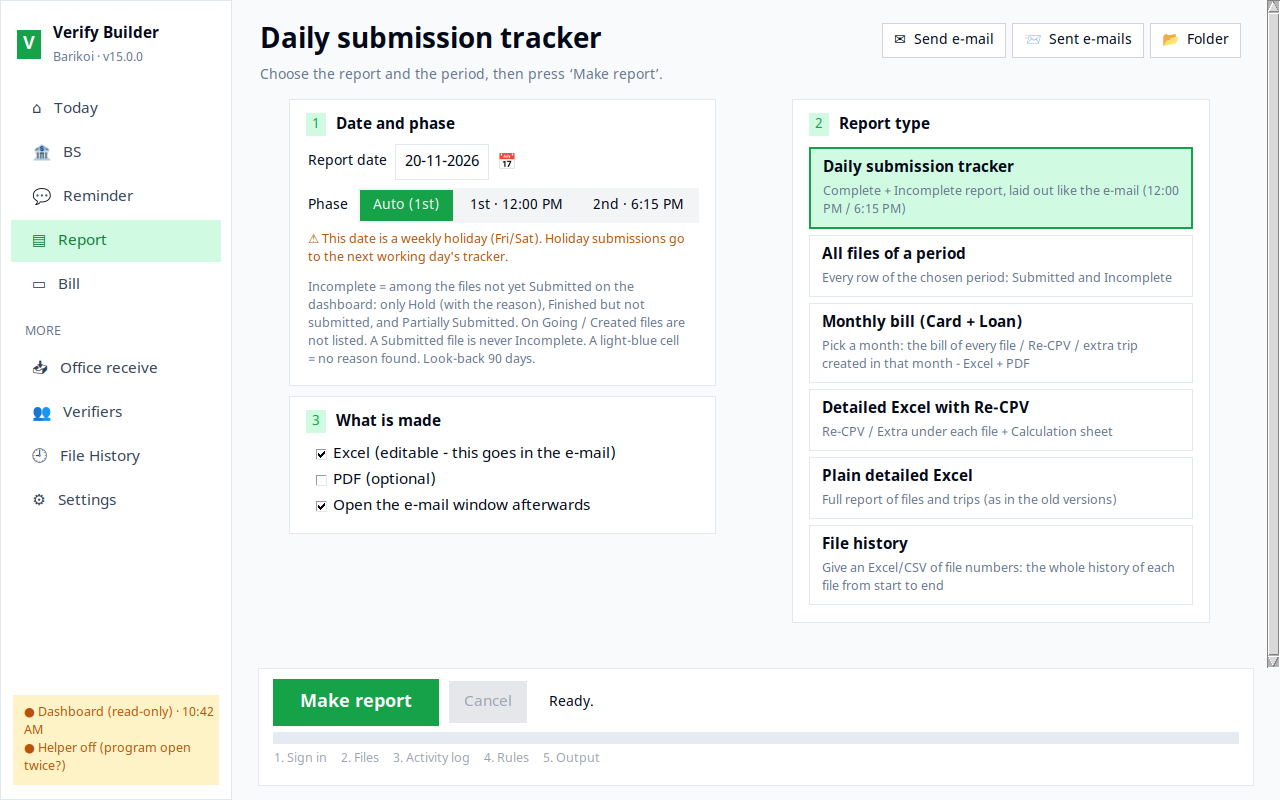 V
Verify Builder
Barikoi · v15.0.0
Today
BS
Reminder
Report
Bill
MORE
Office receive
Verifiers
File History
Settings
● Dashboard (read-only) · 10:42
AM
● Helper off (program open
twice?)
Daily submission tracker
Choose the report and the period, then press ‘Make report’.
Send e-mail
Sent e-mails
Folder
1 Date and phase
Report date 20-11-2026
Phase Auto (1st) 1st · 12:00 PM 2nd · 6:15 PM
⚠ This date is a weekly holiday (Fri/Sat). Holiday submissions go
to the next working day's tracker.
Incomplete = among the files not yet Submitted on the
dashboard: only Hold (with the reason), Finished but not
submitted, and Partially Submitted. On Going / Created files are
not listed. A Submitted file is never Incomplete. A light-blue cell
= no reason found. Look-back 90 days.
3 What is made
Excel (editable - this goes in the e-mail)
PDF (optional)
Open the e-mail window afterwards
2 Report type
Daily submission tracker
Complete + Incomplete report, laid out like the e-mail (12:00
PM / 6:15 PM)
All files of a period
Every row of the chosen period: Submitted and Incomplete
Monthly bill (Card + Loan)
Pick a month: the bill of every file / Re-CPV / extra trip
created in that month - Excel + PDF
Detailed Excel with Re-CPV
Re-CPV / Extra under each file + Calculation sheet
Plain detailed Excel
Full report of files and trips (as in the old versions)
File history
Give an Excel/CSV of file numbers: the whole history of each
file from start to end
Make report Cancel Ready.
1. Sign in 2. Files 3. Activity log 4. Rules 5. Output